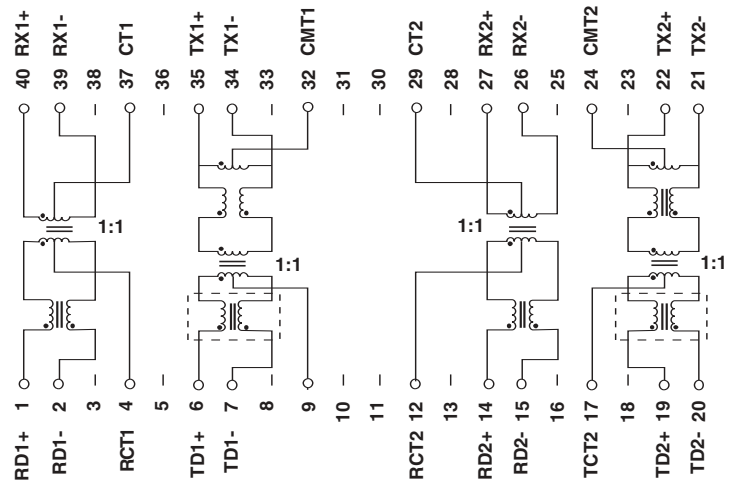 RX1+ RX1- CT1 TX1+ TX1- CMT1 CT2 RX2+ RX2- CMT2 TX2+ TX2-
40 39 38 37 36 35 34 33 32 31 30 29 28 27 26 25 24 23 22 21
1:1 1:1 1:1 1:1
1 2 3 4 5 6 7 8 9 10 11 12 13 14 15 16 17 18 19 20
RD1+ RD1- RCT1 TD1+ TD1- RCT2 RD2+ RD2- TCT2 TD2+ TD2-